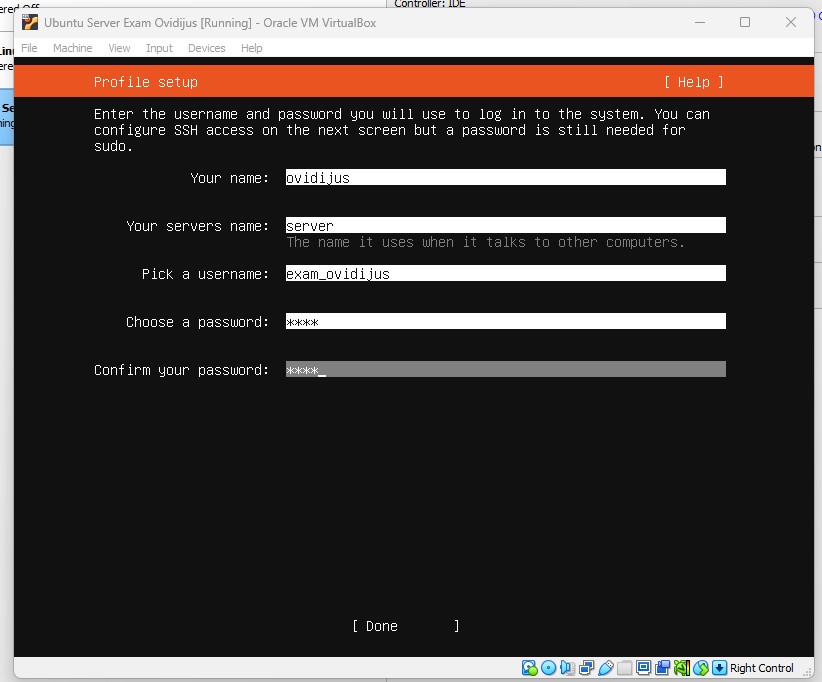 Controller: IDE
Ubuntu Server Exam Ovidijus [Running] - Oracle VM VirtualBox
File Machine View Input Devices Help
Profile setup [ Help ]
Enter the username and password you will use to log in to the system. You can
configure SSH access on the next screen but a password is still needed for
sudo.
Your name: ovidijus
Your servers name: server
The name it uses when it talks to other computers.
Pick a username: exam_ovidijus
Choose a password: ****
Confirm your password: ****_
[ Done ]
Right Control